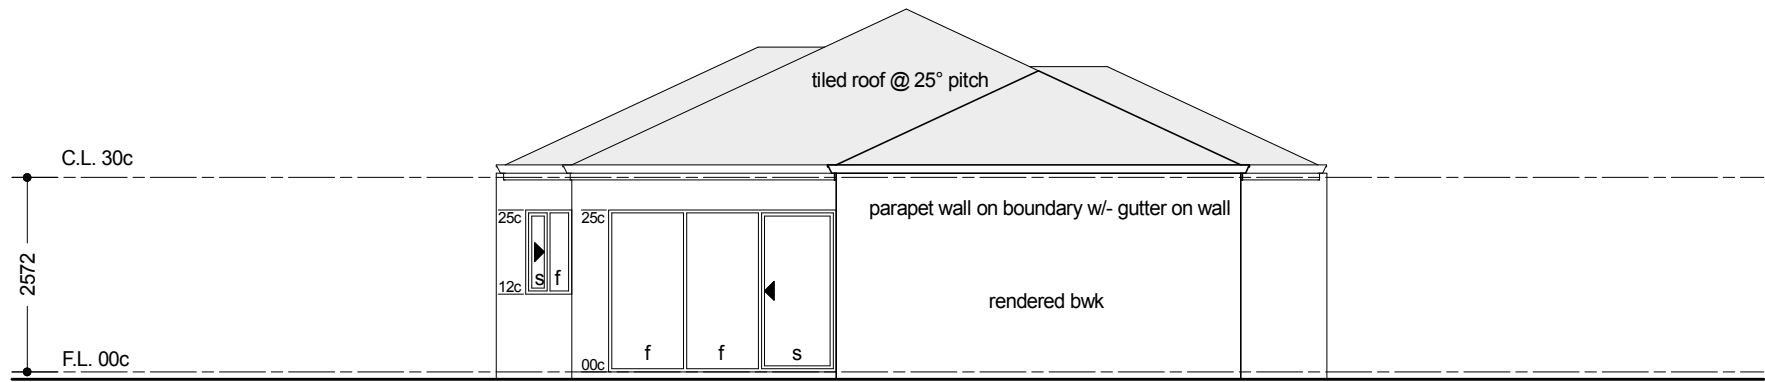 tiled roof @ 25° pitch
C.L. 30c
parapet wall on boundary w/- gutter on wall
25c
25c
2572
s f
12c
rendered bwk
F.L. 00c
f
f
s
00c